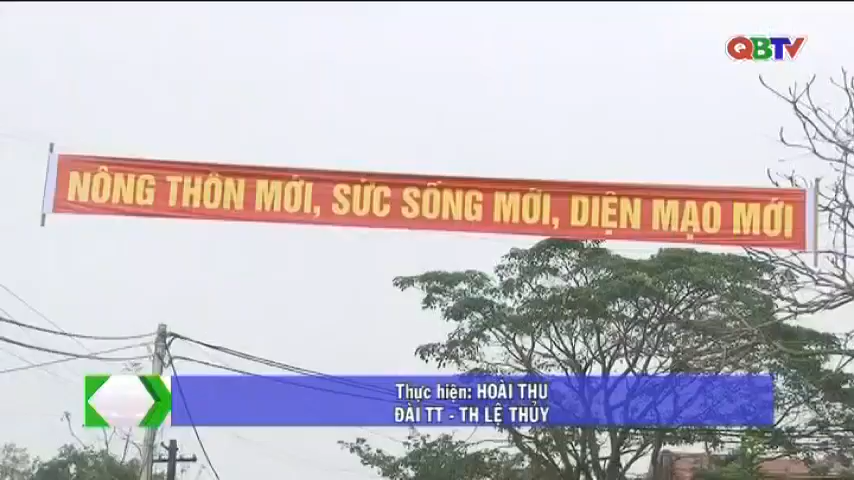 QBTV
NÔNG THÔN MỚI, SỨC SỐNG MỚI, DIỆN MẠO MỚI
Thực hiện: HOÀI THU
ĐÀI TT - TH LỆ THỦY